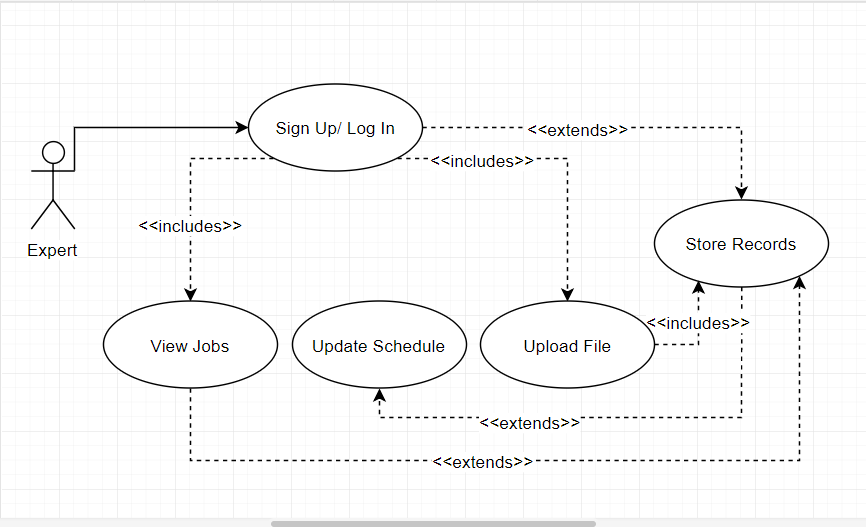 Sign Up/ Log In
<<extends>>
<<includes>>
<<includes>>
Expert
Store Records
<<includes>>
View Jobs
Update Schedule
Upload File
<<extends>>
<<extends>>